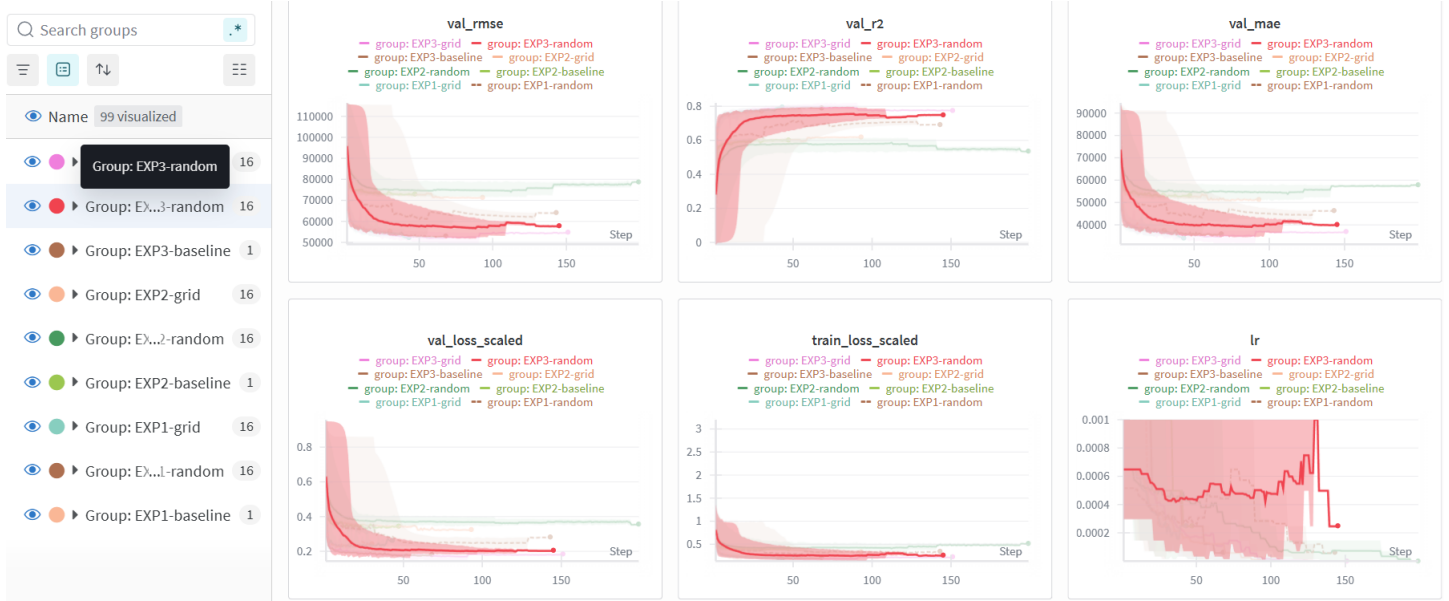 Search groups
.*
Name 99 visualized
Group: EXP3-random
16
Group: EX...3-random 16
Group: EXP3-baseline 1
Group: EXP2-grid 16
Group: EX...2-random 16
Group: EXP2-baseline 1
Group: EXP1-grid 16
Group: EX...1-random 16
Group: EXP1-baseline 1
val_rmse
group: EXP3-grid group: EXP3-random
group: EXP3-baseline group: EXP2-grid
group: EXP2-random group: EXP2-baseline
group: EXP1-grid group: EXP1-random
110000
100000
90000
80000
70000
60000
50000
Step
50 100 150
val_r2
group: EXP3-grid group: EXP3-random
group: EXP3-baseline group: EXP2-grid
group: EXP2-random group: EXP2-baseline
group: EXP1-grid group: EXP1-random
0.8
0.6
0.4
0.2
0
Step
50 100 150
val_mae
group: EXP3-grid group: EXP3-random
group: EXP3-baseline group: EXP2-grid
group: EXP2-random group: EXP2-baseline
group: EXP1-grid group: EXP1-random
90000
80000
70000
60000
50000
40000
Step
50 100 150
val_loss_scaled
group: EXP3-grid group: EXP3-random
group: EXP3-baseline group: EXP2-grid
group: EXP2-random group: EXP2-baseline
group: EXP1-grid group: EXP1-random
0.8
0.6
0.4
0.2
Step
50 100 150
train_loss_scaled
group: EXP3-grid group: EXP3-random
group: EXP3-baseline group: EXP2-grid
group: EXP2-random group: EXP2-baseline
group: EXP1-grid group: EXP1-random
3
2.5
2
1.5
1
0.5
Step
50 100 150
lr
group: EXP3-grid group: EXP3-random
group: EXP3-baseline group: EXP2-grid
group: EXP2-random group: EXP2-baseline
group: EXP1-grid group: EXP1-random
0.001
0.0008
0.0006
0.0004
0.0002
Step
50 100 150